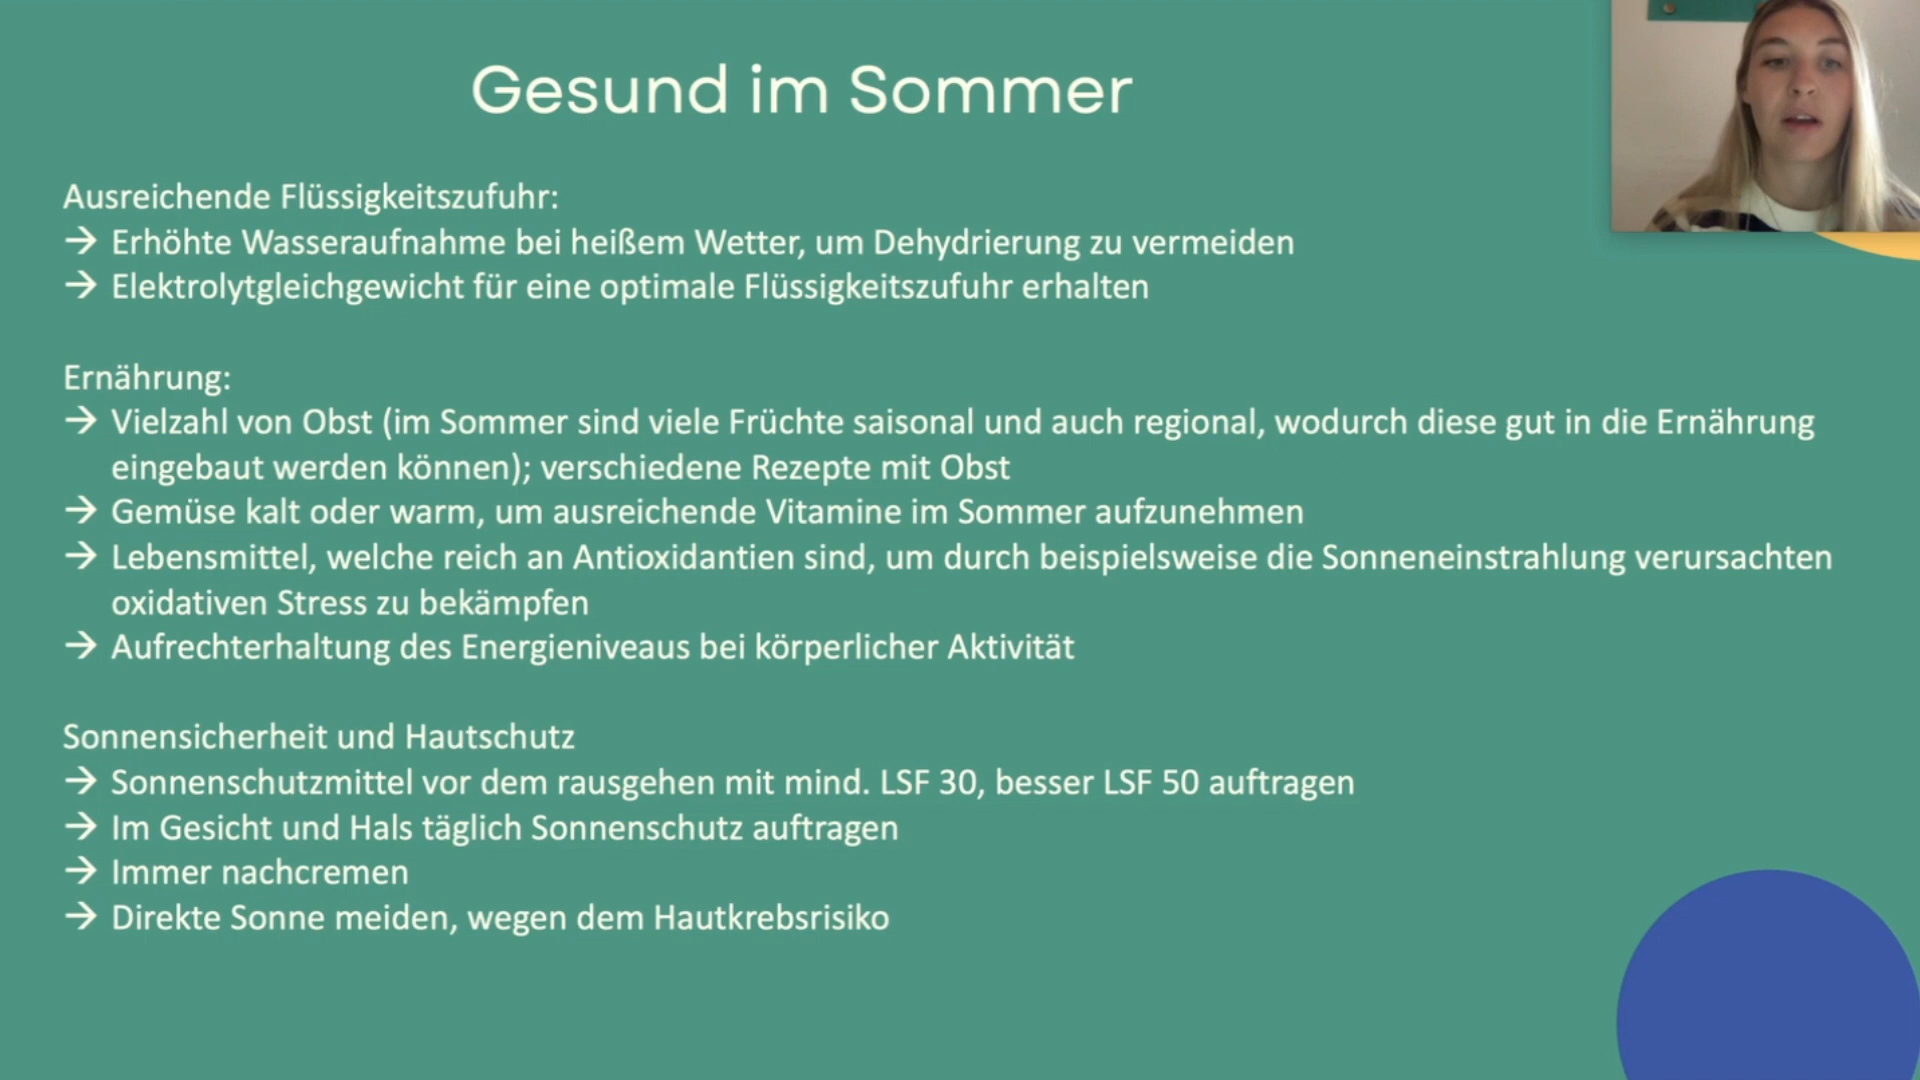 Gesund im Sommer
Ausreichende Flüssigkeitszufuhr:
→ Erhöhte Wasseraufnahme bei heißem Wetter, um Dehydrierung zu vermeiden
→ Elektrolytgleichgewicht für eine optimale Flüssigkeitszufuhr erhalten
Ernährung:
→ Vielzahl von Obst (im Sommer sind viele Früchte saisonal und auch regional, wodurch diese gut in die Ernährung
eingebaut werden können); verschiedene Rezepte mit Obst
→ Gemüse kalt oder warm, um ausreichende Vitamine im Sommer aufzunehmen
→ Lebensmittel, welche reich an Antioxidantien sind, um durch beispielsweise die Sonneneinstrahlung verursachten
oxidativen Stress zu bekämpfen
→ Aufrechterhaltung des Energieniveaus bei körperlicher Aktivität
Sonnensicherheit und Hautschutz
→ Sonnenschutzmittel vor dem rausgehen mit mind. LSF 30, besser LSF 50 auftragen
→ Im Gesicht und Hals täglich Sonnenschutz auftragen
→ Immer nachcremen
→ Direkte Sonne meiden, wegen dem Hautkrebsrisiko